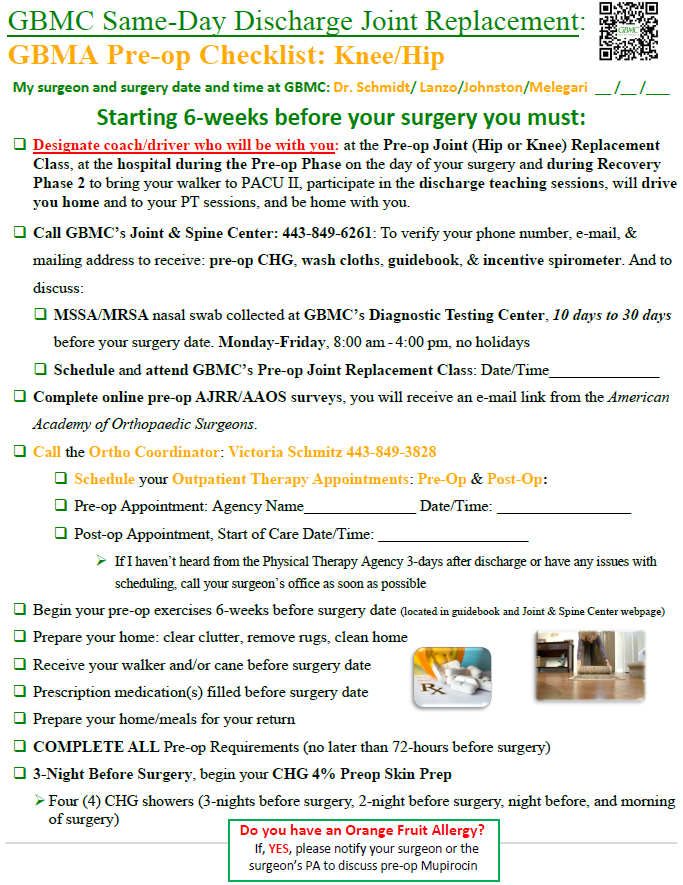 GBMC Same-Day Discharge Joint Replacement:
GBMC
GBMA Pre-op Checklist: Knee/Hip
My surgeon and surgery date and time at GBMC: Dr. Schmidt/ Lanzo/Johnston/Melegari __ /__ /___
Starting 6-weeks before your surgery you must:
❑ Designate coach/driver who will be with you: at the Pre-op Joint (Hip or Knee) Replacement
Class, at the hospital during the Pre-op Phase on the day of your surgery and during Recovery
Phase 2 to bring your walker to PACU II, participate in the discharge teaching sessions, will drive
you home and to your PT sessions, and be home with you.
❑ Call GBMC's Joint & Spine Center: 443-849-6261: To verify your phone number, e-mail, &
mailing address to receive: pre-op CHG, wash cloths, guidebook, & incentive spirometer. And to
discuss:
❑ MSSA/MRSA nasal swab collected at GBMC's Diagnostic Testing Center, 10 days to 30 days
before your surgery date. Monday-Friday, 8:00 am - 4:00 pm, no holidays
❑ Schedule and attend GBMC's Pre-op Joint Replacement Class: Date/Time______________
❑ Complete online pre-op AJRR/AAOS surveys, you will receive an e-mail link from the American
Academy of Orthopaedic Surgeons.
❑ Call the Ortho Coordinator: Victoria Schmitz 443-849-3828
❑ Schedule your Outpatient Therapy Appointments: Pre-Op & Post-Op:
❑ Pre-op Appointment: Agency Name_______________ Date/Time: __________________
❑ Post-op Appointment, Start of Care Date/Time: ____________________
➢ If I haven't heard from the Physical Therapy Agency 3-days after discharge or have any issues with
scheduling, call your surgeon's office as soon as possible
❑ Begin your pre-op exercises 6-weeks before surgery date (located in guidebook and Joint & Spine Center webpage)
❑ Prepare your home: clear clutter, remove rugs, clean home
❑ Receive your walker and/or cane before surgery date
❑ Prescription medication(s) filled before surgery date
Rx
❑ Prepare your home/meals for your return
❑ COMPLETE ALL Pre-op Requirements (no later than 72-hours before surgery)
❑ 3-Night Before Surgery, begin your CHG 4% Preop Skin Prep
➢ Four (4) CHG showers (3-nights before surgery, 2-night before surgery, night before, and morning
of surgery)
Do you have an Orange Fruit Allergy?
If, YES, please notify your surgeon or the
surgeon's PA to discuss pre-op Mupirocin